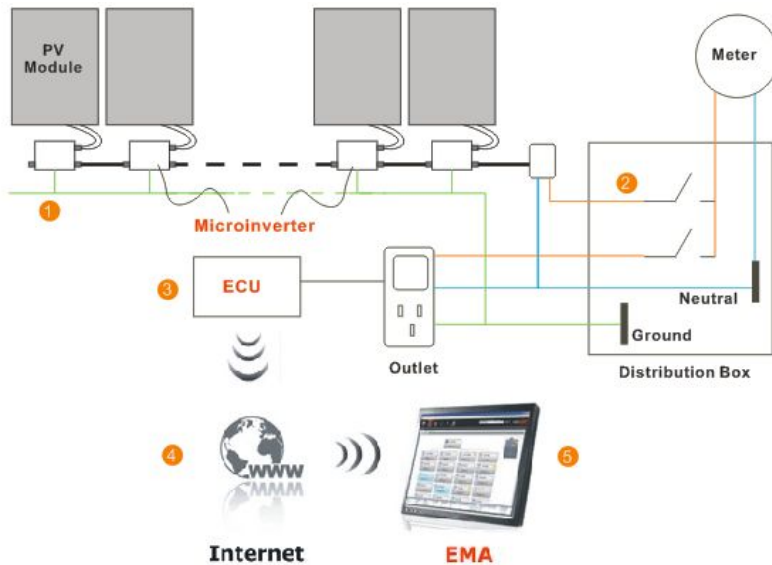 PV
Module
Meter
1
2
Microinverter
3
ECU
Neutral
Ground
Outlet
Distribution Box
4
WWW
5
Internet
EMA